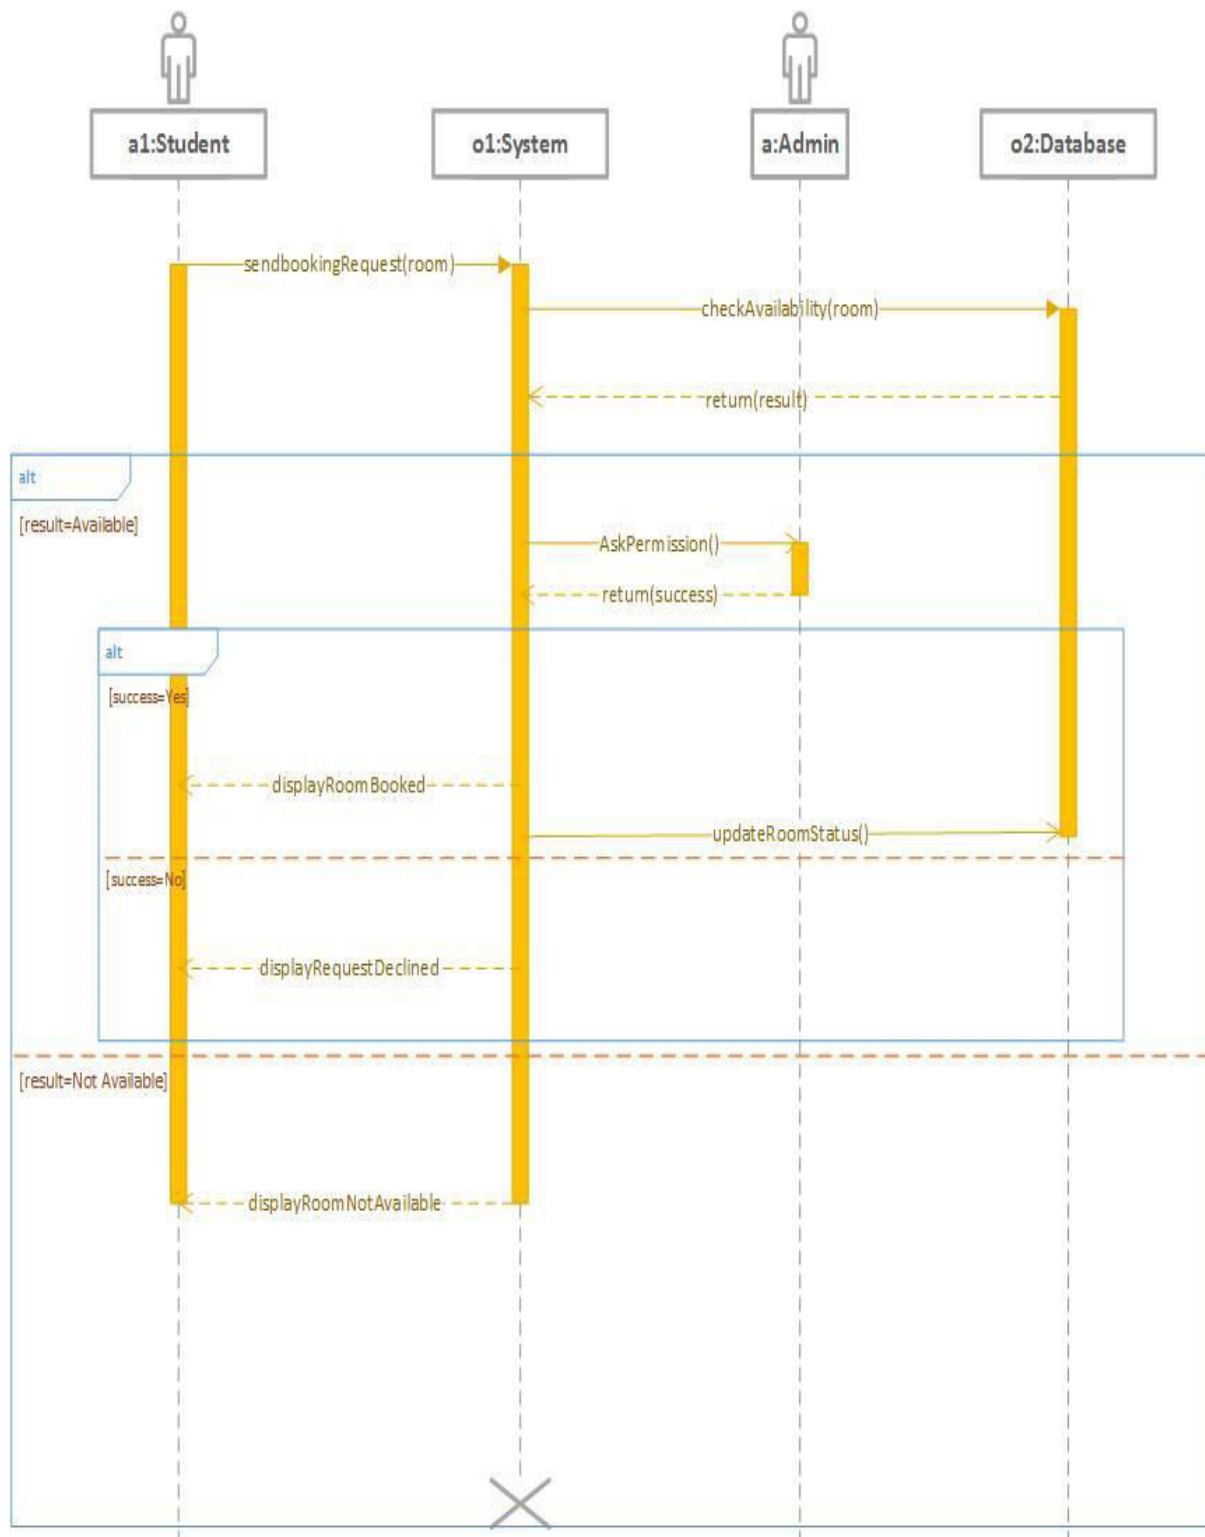 a1:Student
o1:System
a:Admin
o2:Database
sendbookingRequest(room)
checkAvailability(room)
return(result)
alt
[result=Available]
AskPermission()
return(success)
alt
[success=Yes]
displayRoomBooked
updateRoomStatus()
[success=No]
displayRequestDeclined
[result=Not Available]
displayRoomNotAvailable